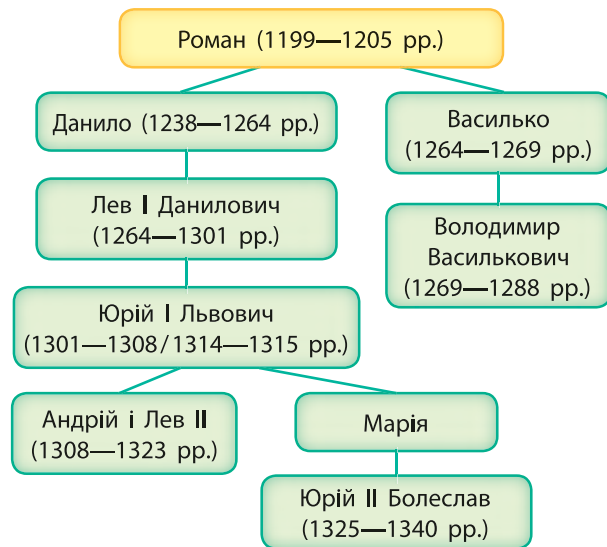 Роман (1199—1205 рр.)
Данило (1238—1264 рр.)
Василько
(1264—1269 рр.)
Лев І Данилович
(1264—1301 рр.)
Володимир
Василькович
(1269—1288 рр.)
Юрій І Львович
(1301—1308/1314—1315 рр.)
Андрій і Лев ІІ
(1308—1323 рр.)
Марія
Юрій ІІ Болеслав
(1325—1340 рр.)